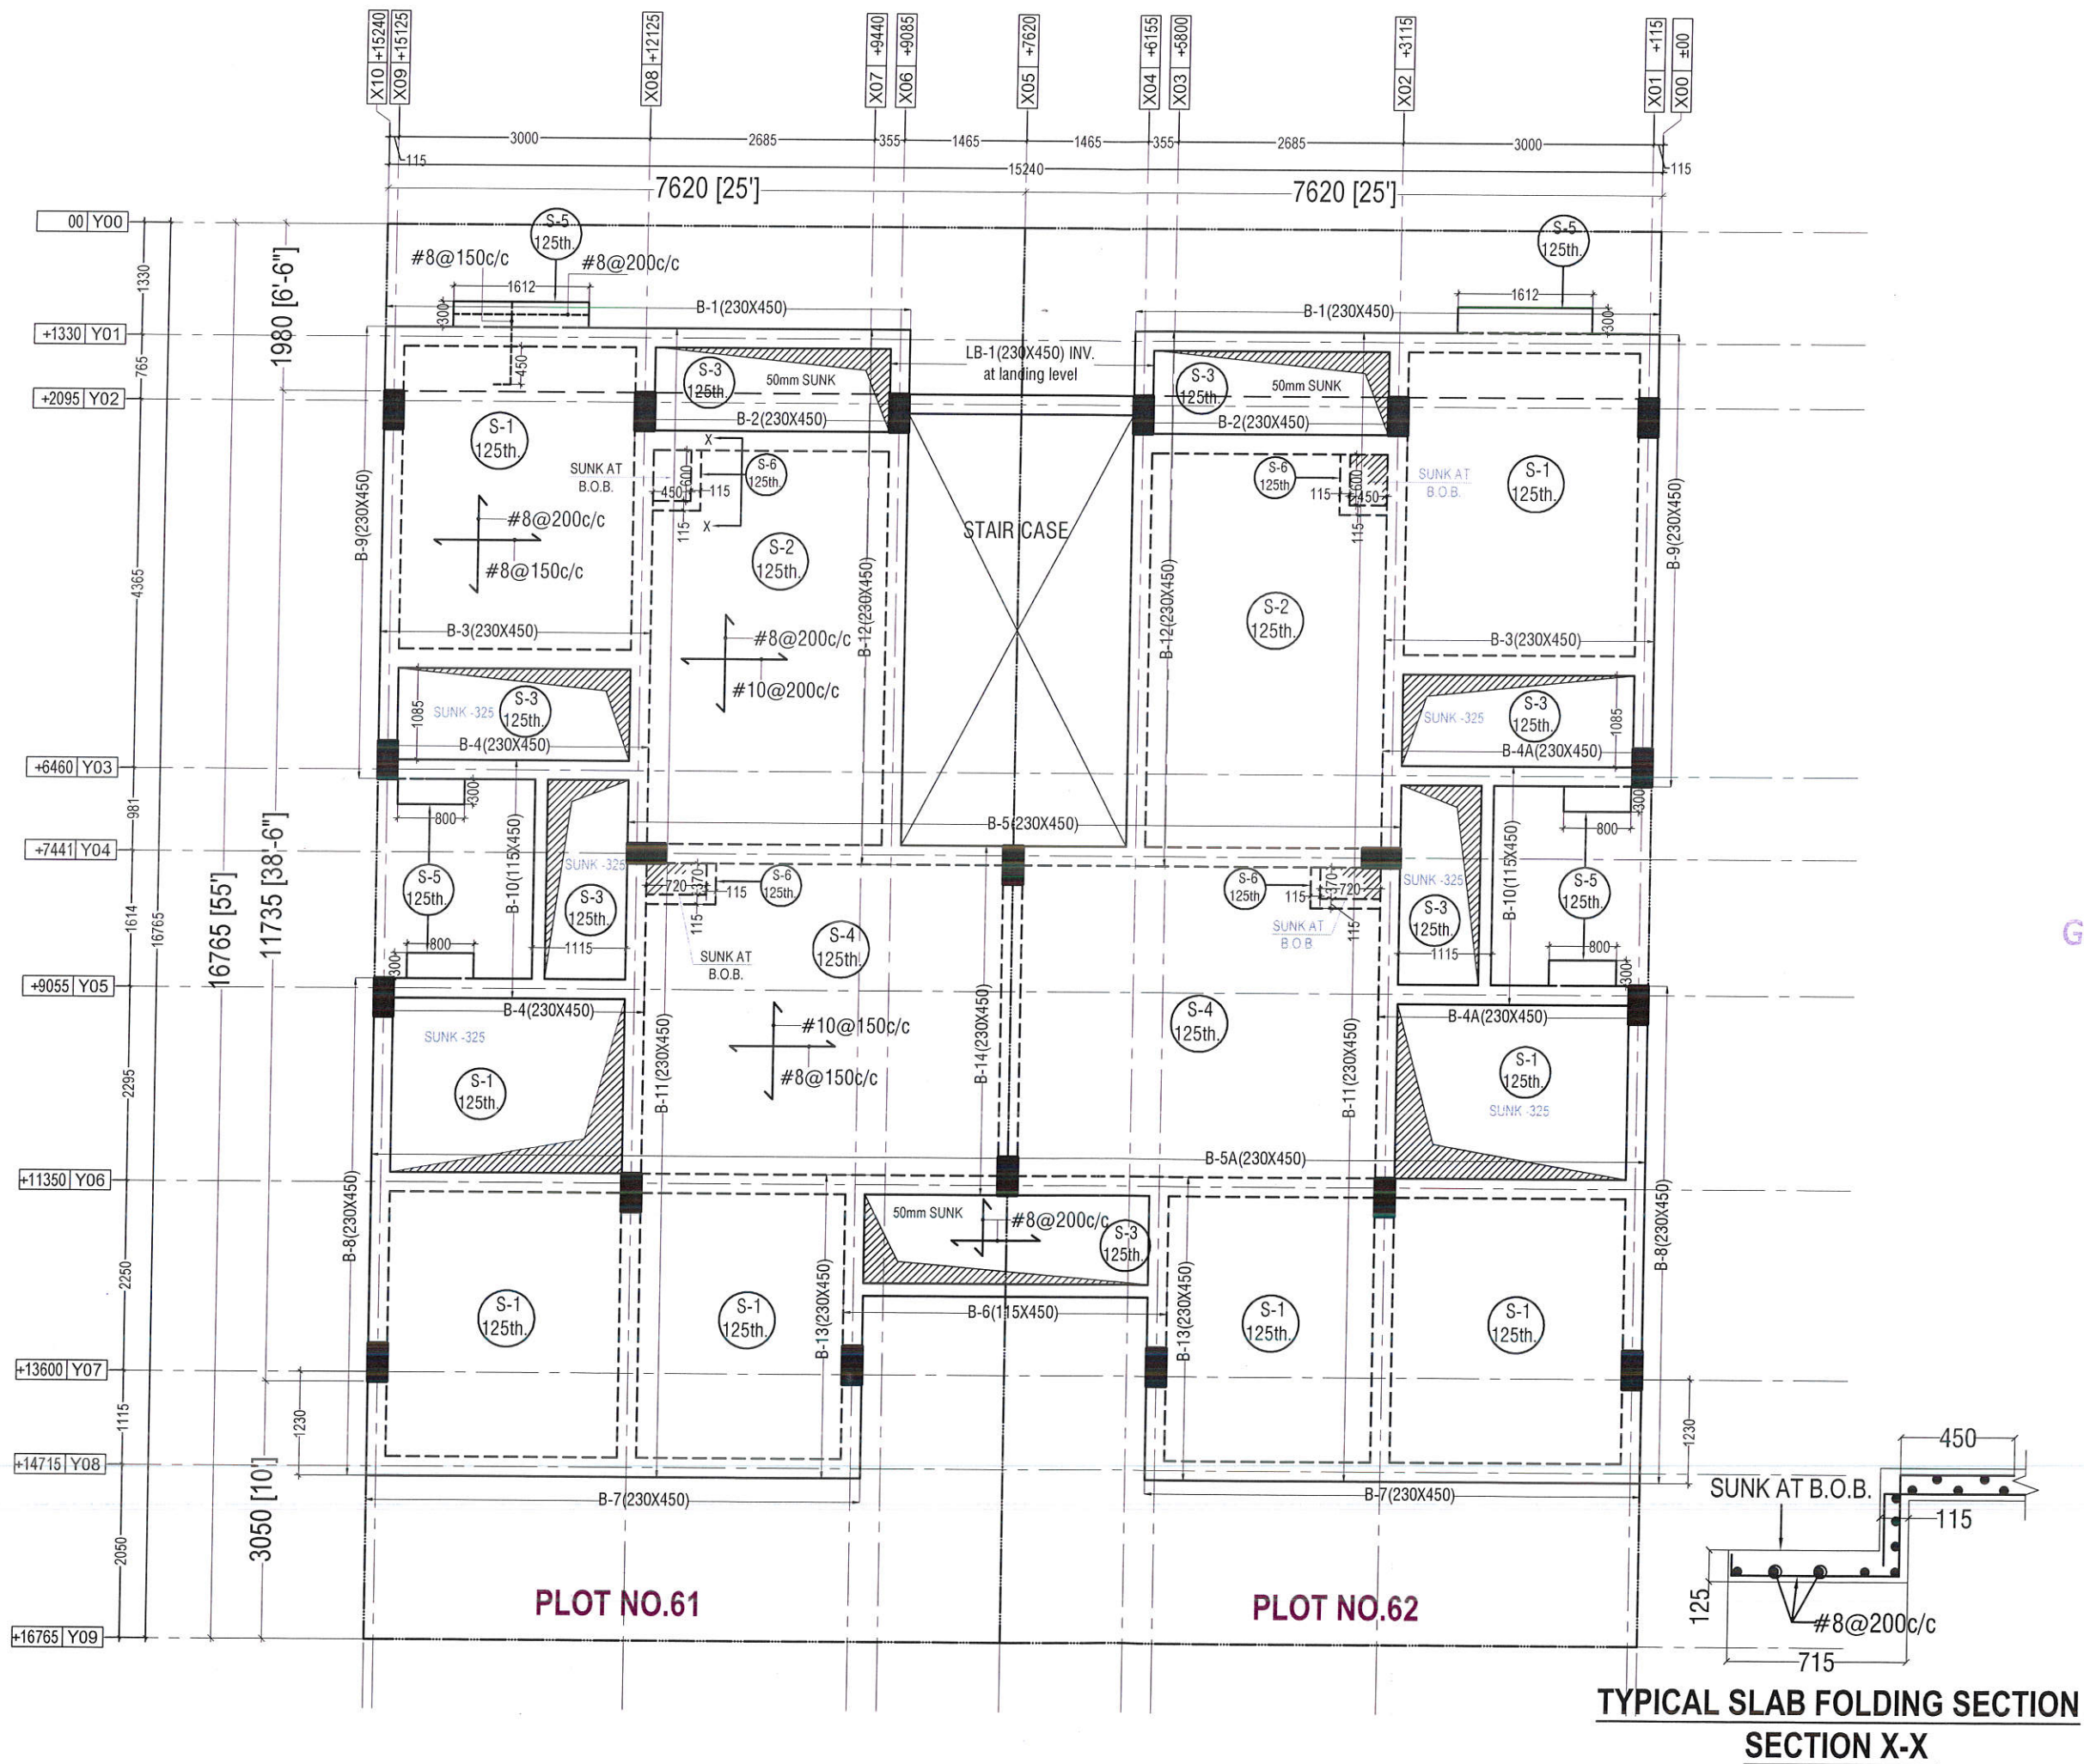 X10 +15240
X09 +15125
X08 +12125
X07 +9440
X06 +9085
X05 +7620
X04 +6155
X03 +5800
X02 +3115
X01 +115
X00 ±00
3000
2685
355
1465
1465
355
2685
3000
115
15240
115
7620 [25']
7620 [25']
00 Y00
+1330 Y01
+2095 Y02
+6460 Y03
+7441 Y04
+9055 Y05
+11350 Y06
+13600 Y07
+14715 Y08
+16765 Y09
1330
765
4365
981
1614
2295
2250
1115
2050
16765
16765 [55']
1980 [6'-6"]
11735 [38'-6"]
3050 [10']
1230
S-5
125th.
#8@150c/c
#8@200c/c
1612
300
B-1(230X450)
450
S-5
125th.
1612
300
B-1(230X450)
LB-1(230X450) INV.
at landing level
S-3
125th.
50mm SUNK
B-2(230X450)
S-3
125th.
50mm SUNK
B-2(230X450)
S-1
125th.
#8@200c/c
#8@150c/c
B-9(230X450)
SUNK AT
B.O.B.
X
X
600
450
115
115
S-6
125th.
S-2
125th.
#8@200c/c
#10@200c/c
B-12(230X450)
STAIR CASE
B-12(230X450)
S-6
125th
600
115
450
115
SUNK AT
B.O.B.
S-2
125th.
S-1
125th.
B-9(230X450)
B-3(230X450)
B-3(230X450)
1085
SUNK -325
S-3
125th.
B-4(230X450)
SUNK -325
S-3
125th.
1085
B-4A(230X450)
300
800
S-5
125th.
800
300
B-10(115X450)
SUNK -325
S-3
125th.
1115
B-5(230X450)
720
370
115
115
S-6
125th.
SUNK AT
B.O.B.
S-4
125th.
#10@150c/c
#8@150c/c
B-14(230X450)
S-6
125th
370
720
115
115
SUNK AT
B.O.B
S-4
125th.
SUNK -325
S-3
125th.
1115
B-10(115X450)
300
800
S-5
125th.
800
300
B-4(230X450)
SUNK -325
S-1
125th.
B-11(230X450)
B-11(230X450)
B-4A(230X450)
S-1
125th.
SUNK -325
B-5A(230X450)
B-8(230X450)
S-1
125th.
S-1
125th.
B-13(230X450)
50mm SUNK
#8@200c/c
S-3
125th.
B-6(115X450)
B-13(230X450)
S-1
125th.
S-1
125th.
B-8(230X450)
1230
B-7(230X450)
B-7(230X450)
PLOT NO.61
PLOT NO.62
G
450
SUNK AT B.O.B.
115
125
#8@200c/c
715
TYPICAL SLAB FOLDING SECTION
SECTION X-X